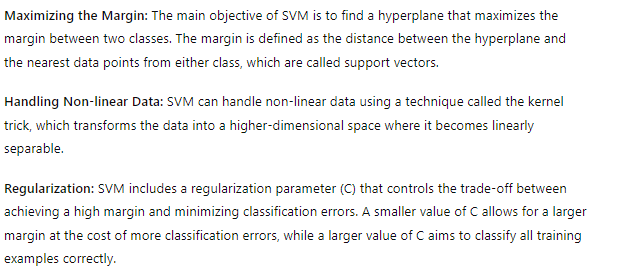 Maximizing the Margin: The main objective of SVM is to find a hyperplane that maximizes the
margin between two classes. The margin is defined as the distance between the hyperplane and
the nearest data points from either class, which are called support vectors.
Handling Non-linear Data: SVM can handle non-linear data using a technique called the kernel
trick, which transforms the data into a higher-dimensional space where it becomes linearly
separable.
Regularization: SVM includes a regularization parameter (C) that controls the trade-off between
achieving a high margin and minimizing classification errors. A smaller value of C allows for a larger
margin at the cost of more classification errors, while a larger value of C aims to classify all training
examples correctly.